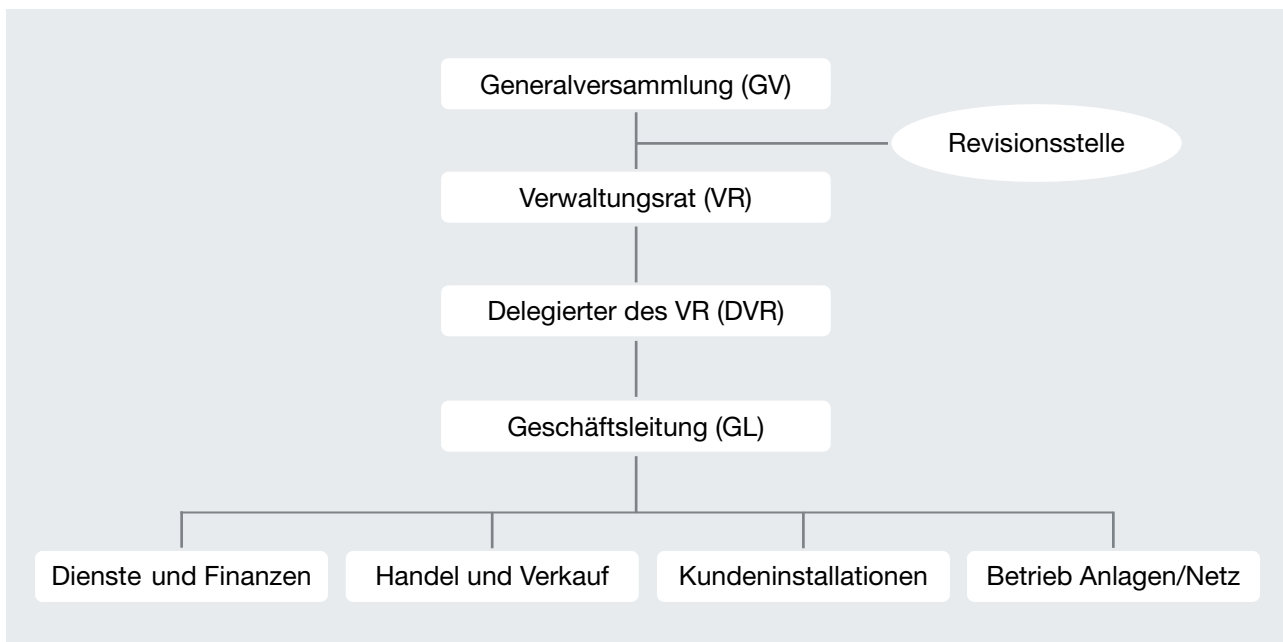 Generalversammlung (GV)
Revisionsstelle
Verwaltungsrat (VR)
Delegierter des VR (DVR)
Geschäftsleitung (GL)
Dienste und Finanzen
Handel und Verkauf
Kundeninstallationen
Betrieb Anlagen/Netz